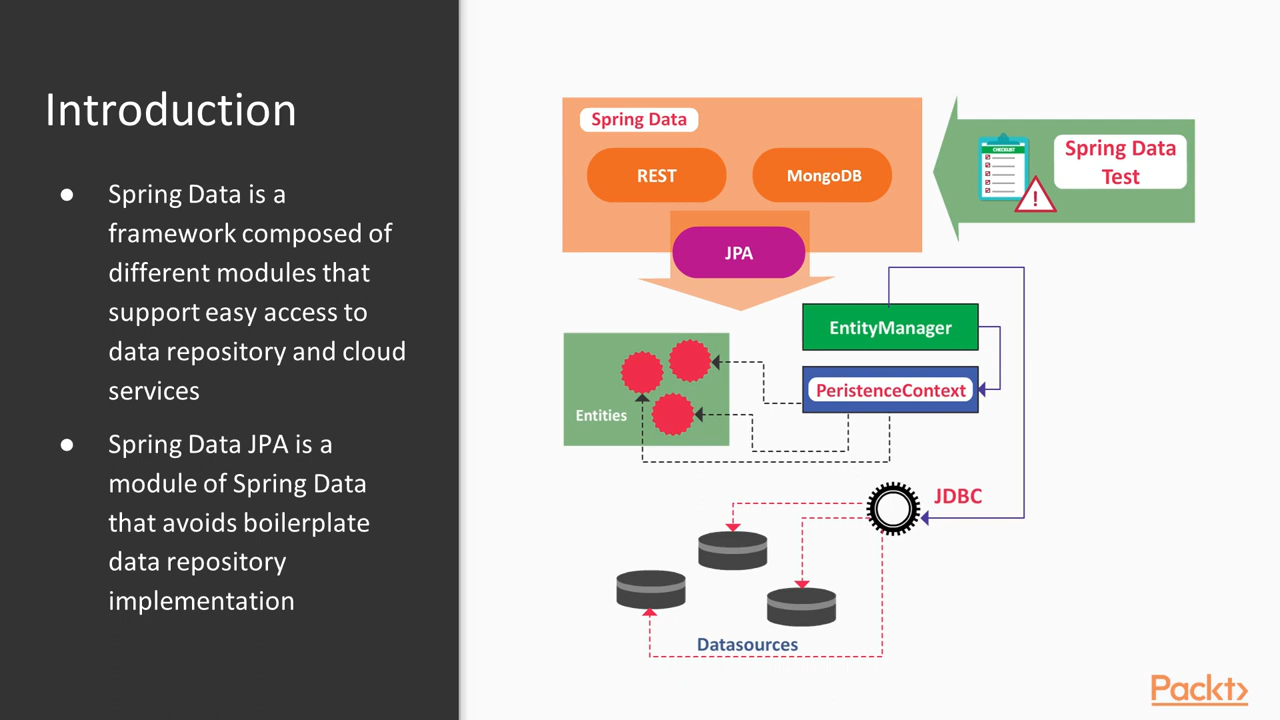 Introduction
● Spring Data is a
framework composed of
different modules that
support easy access to
data repository and cloud
services
● Spring Data JPA is a
module of Spring Data
that avoids boilerplate
data repository
implementation
Spring Data
REST
MongoDB
JPA
CHECKLIST
!
Spring Data
Test
EntityManager
PeristenceContext
Entities
JDBC
Datasources
Packt>